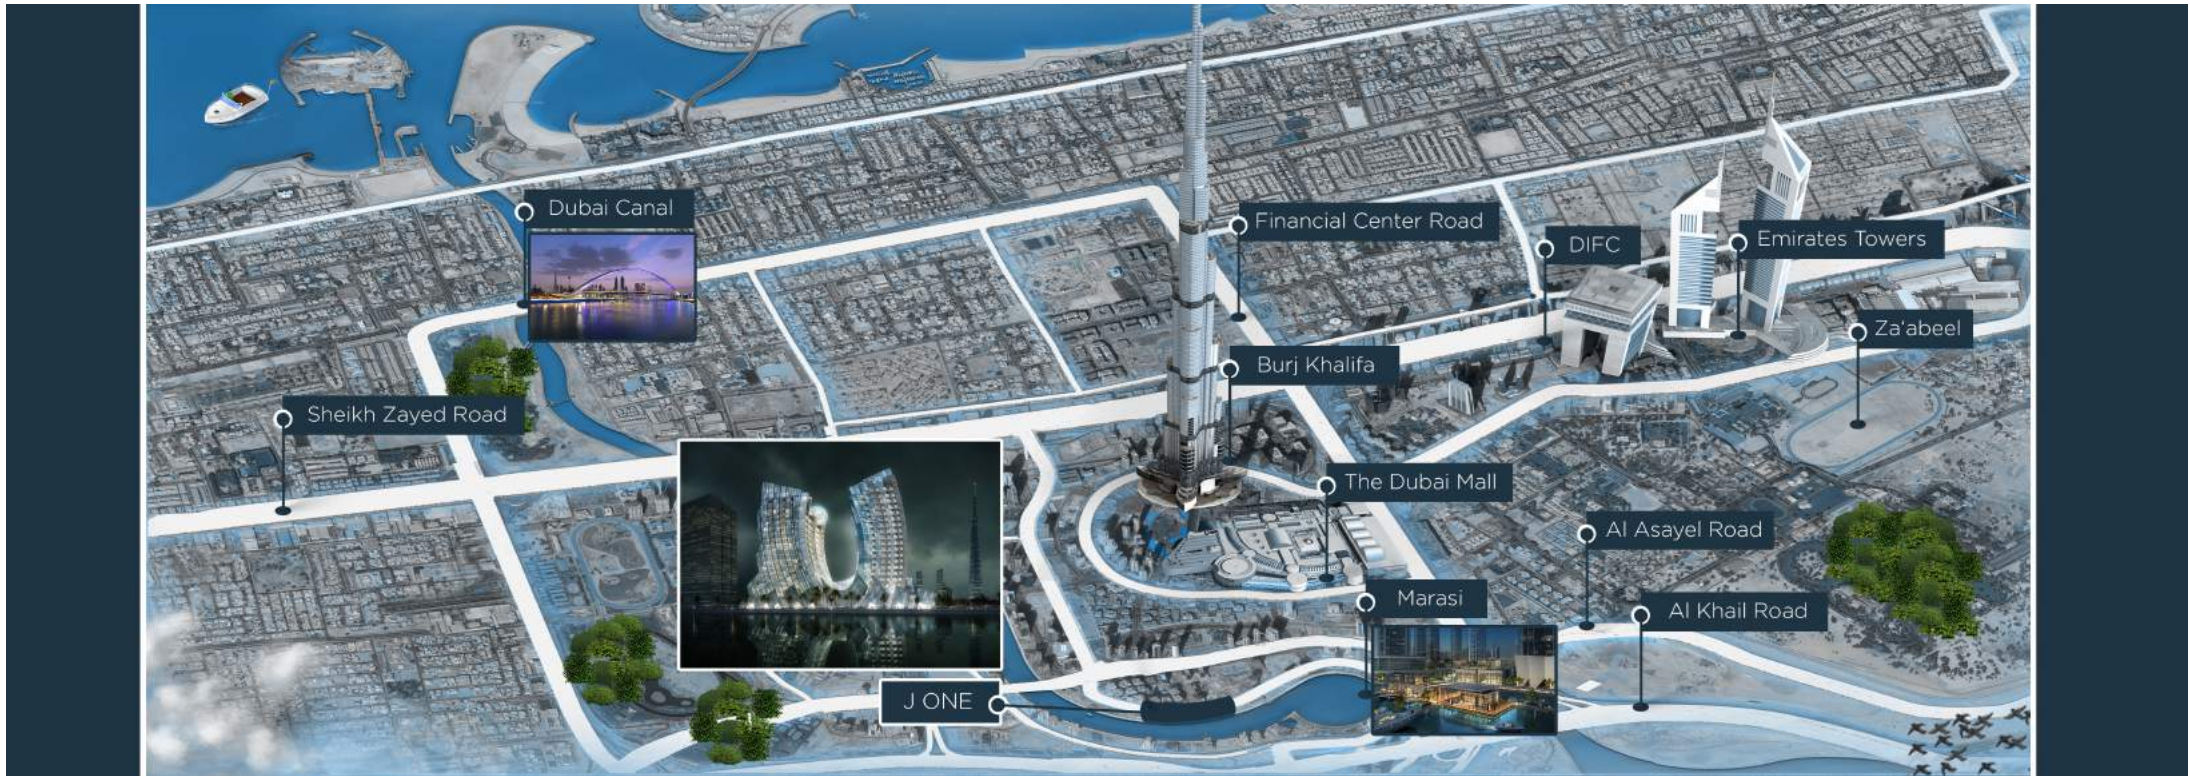 Dubai Canal
Financial Center Road
DIFC
Emirates Towers
Za'abeel
Burj Khalifa
Sheikh Zayed Road
The Dubai Mall
Al Asayel Road
Marasi
Al Khail Road
J ONE